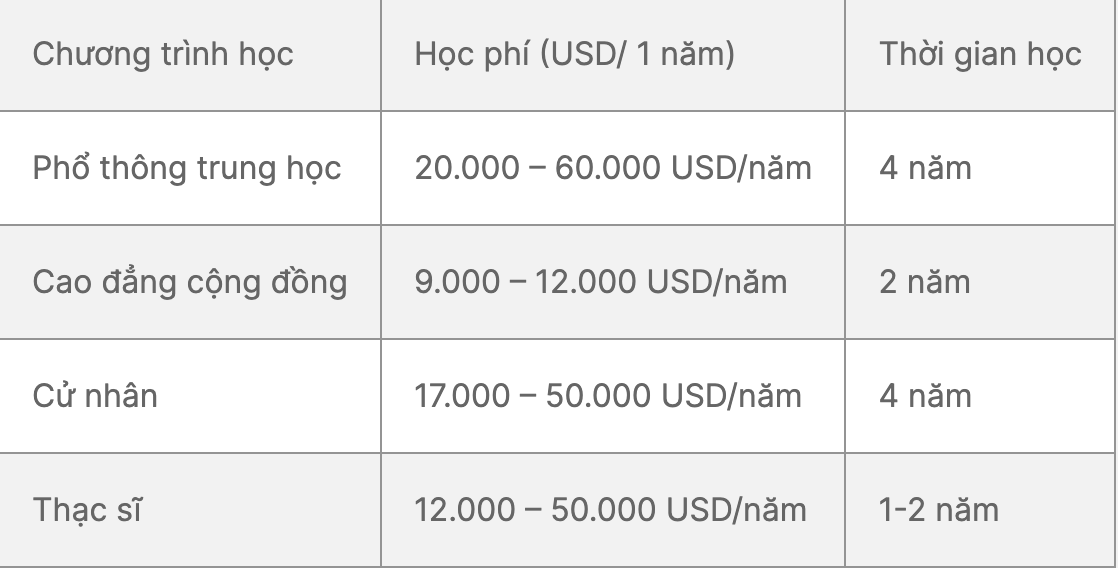 Chương trình học Học phí (USD/ 1 năm) Thời gian học
Phổ thông trung học 20.000 – 60.000 USD/năm 4 năm
Cao đẳng cộng đồng 9.000 – 12.000 USD/năm 2 năm
Cử nhân 17.000 – 50.000 USD/năm 4 năm
Thạc sĩ 12.000 – 50.000 USD/năm 1-2 năm